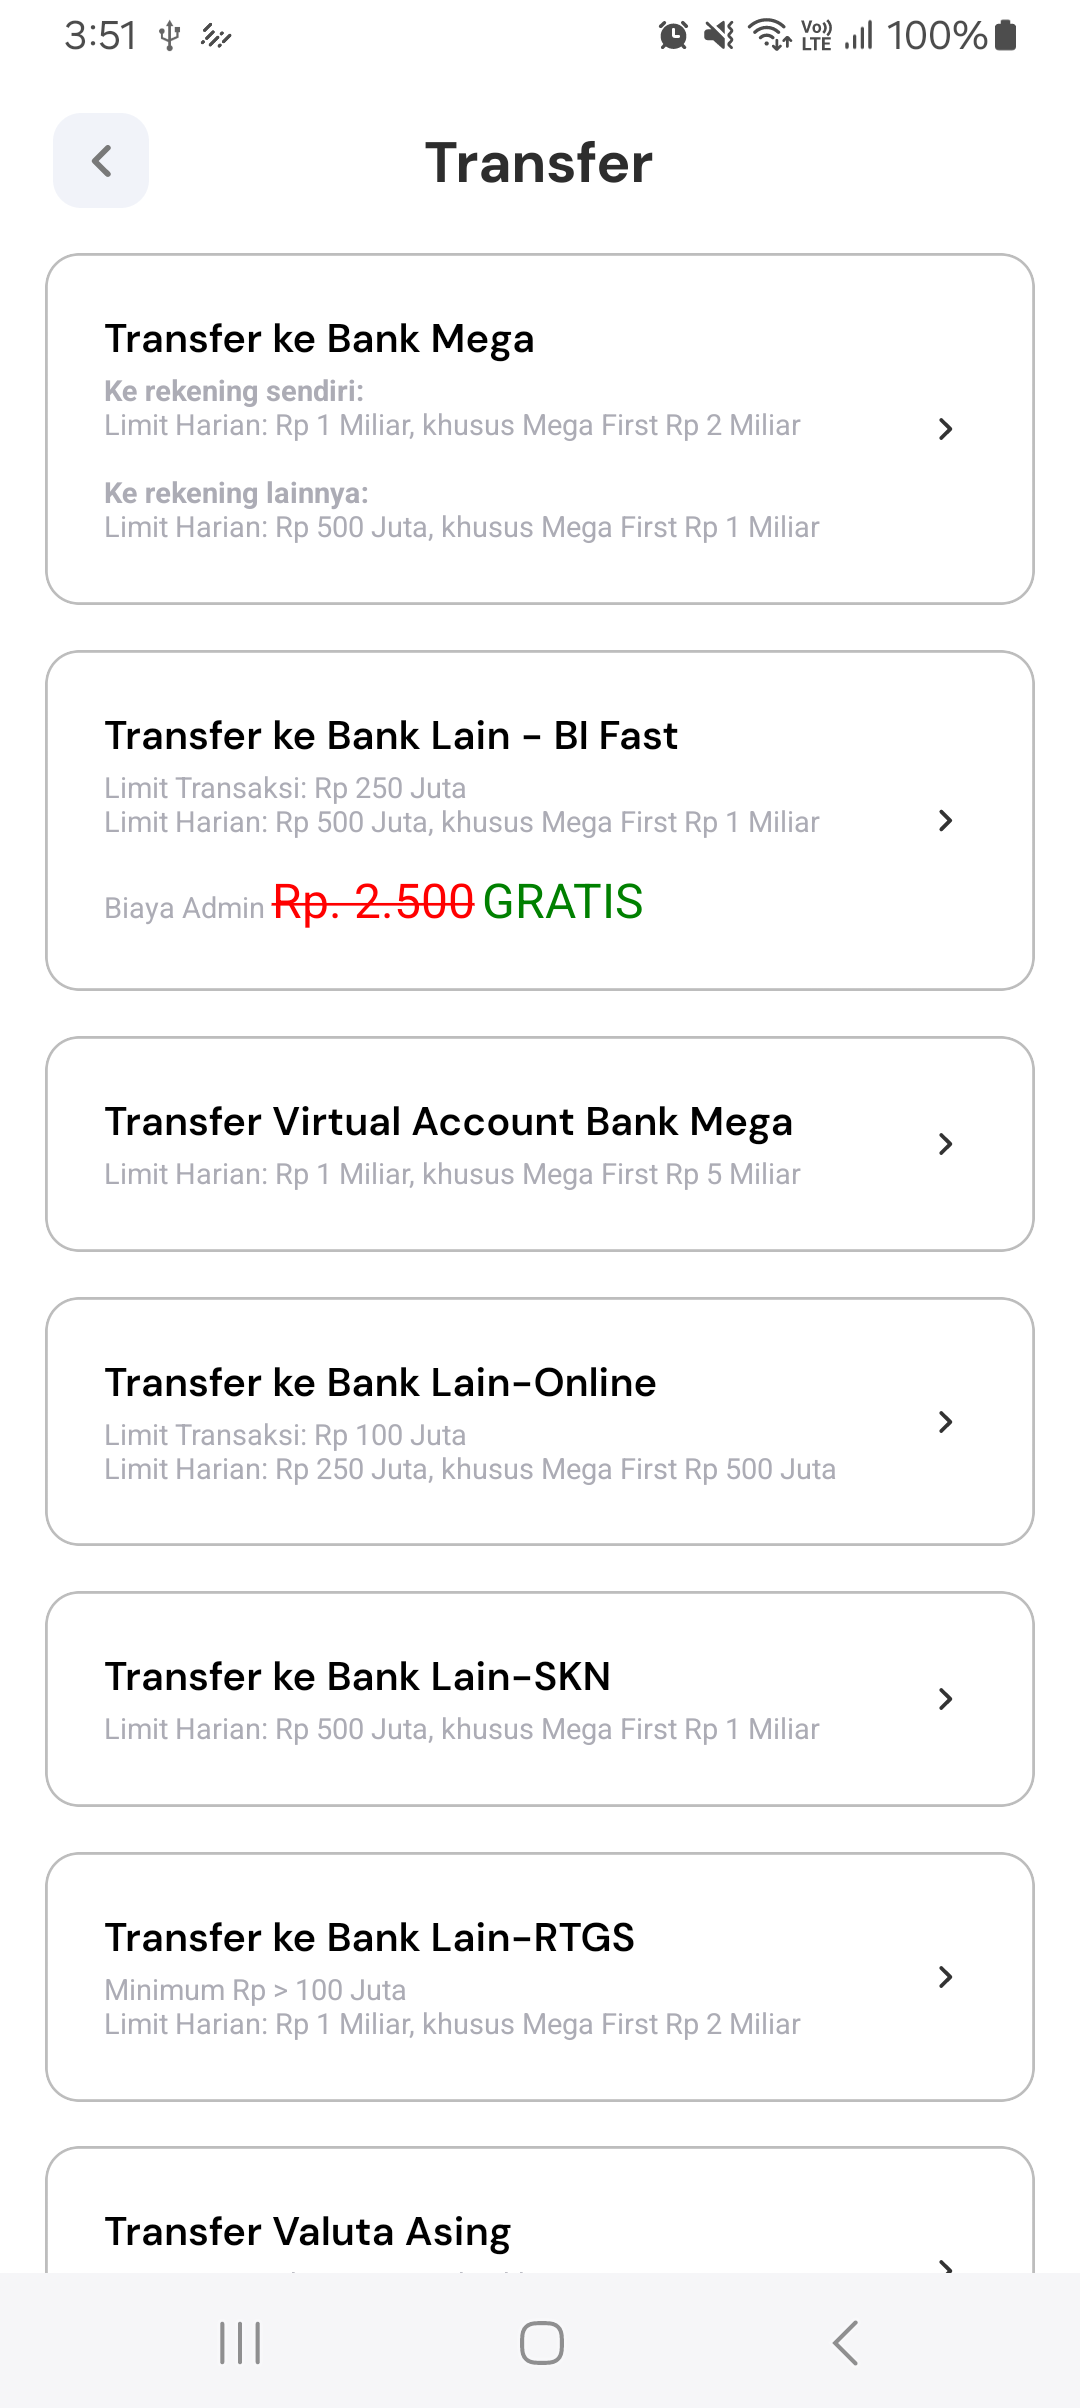 3:51
Vo))
LTE
100%
Transfer
Transfer ke Bank Mega
Ke rekening sendiri:
Limit Harian: Rp 1 Miliar, khusus Mega First Rp 2 Miliar
Ke rekening lainnya:
Limit Harian: Rp 500 Juta, khusus Mega First Rp 1 Miliar
Transfer ke Bank Lain - BI Fast
Limit Transaksi: Rp 250 Juta
Limit Harian: Rp 500 Juta, khusus Mega First Rp 1 Miliar
Biaya Admin Rp. 2.500 GRATIS
Transfer Virtual Account Bank Mega
Limit Harian: Rp 1 Miliar, khusus Mega First Rp 5 Miliar
Transfer ke Bank Lain-Online
Limit Transaksi: Rp 100 Juta
Limit Harian: Rp 250 Juta, khusus Mega First Rp 500 Juta
Transfer ke Bank Lain-SKN
Limit Harian: Rp 500 Juta, khusus Mega First Rp 1 Miliar
Transfer ke Bank Lain-RTGS
Minimum Rp > 100 Juta
Limit Harian: Rp 1 Miliar, khusus Mega First Rp 2 Miliar
Transfer Valuta Asing